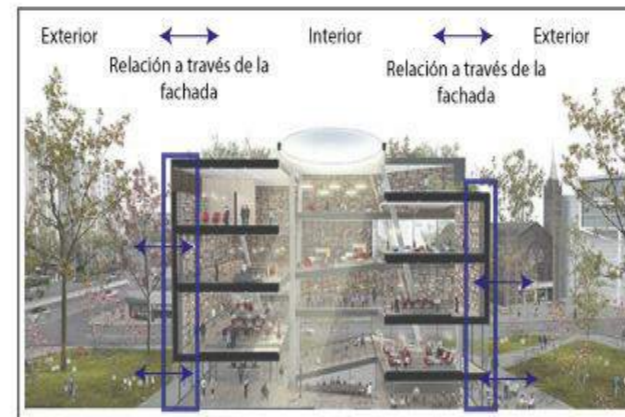 Exterior
Interior
Exterior
Relación a través de la
fachada
Relación a través de la
fachada